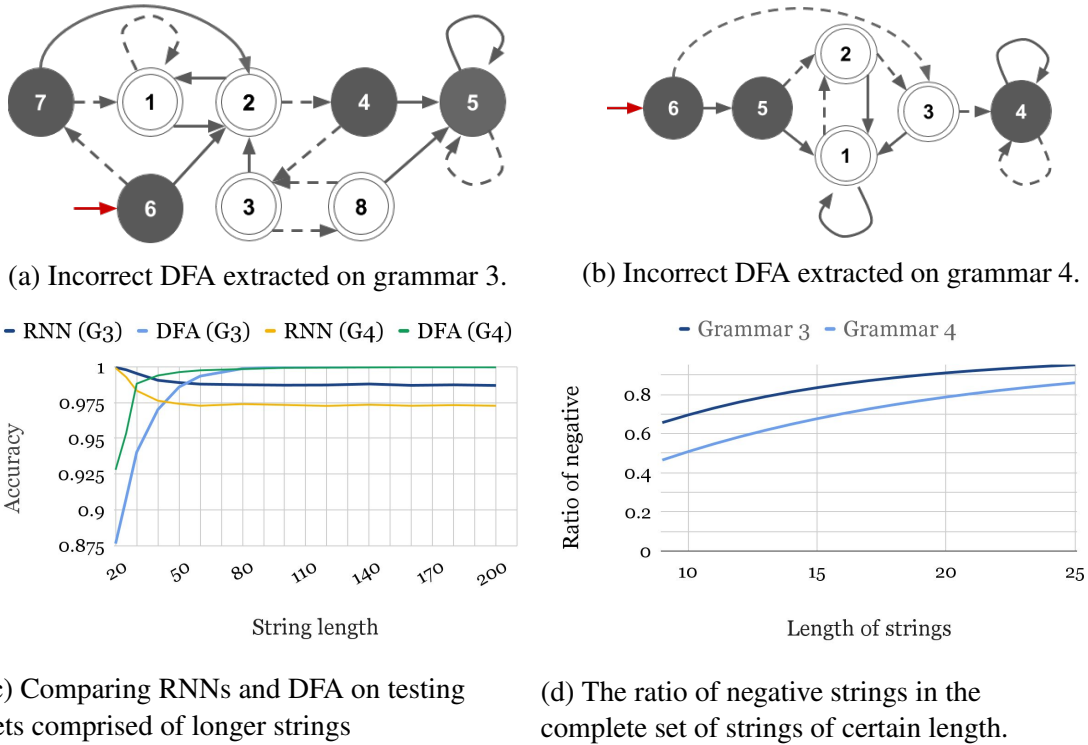 7
1
2
4
5
6
3
8
2
6
5
3
4
1
(a) Incorrect DFA extracted on grammar 3.
(b) Incorrect DFA extracted on grammar 4.
RNN (G3) DFA (G3) RNN (G4) DFA (G4)
1
0.975
0.95
0.925
0.9
0.875
Accuracy
20 50 80 110 140 170 200
String length
Grammar 3 Grammar 4
0.8
0.6
0.4
0.2
0
Ratio of negative
10 15 20 25
Length of strings
c) Comparing RNNs and DFA on testing
ets comprised of longer strings
(d) The ratio of negative strings in the
complete set of strings of certain length.